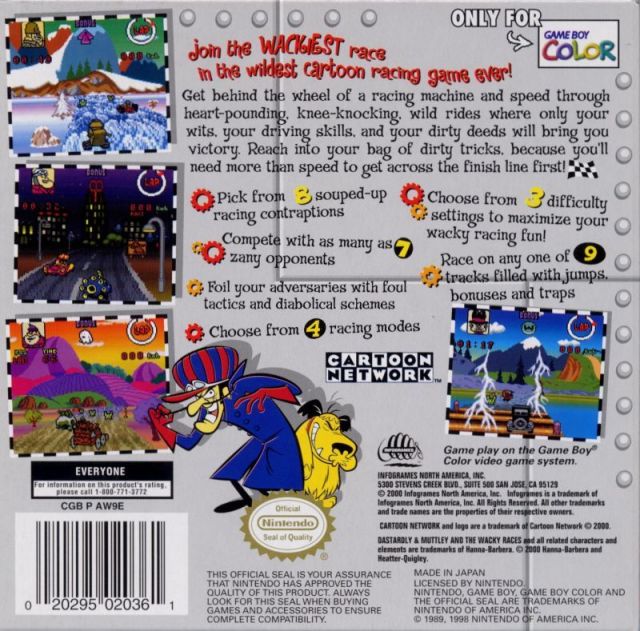 ONLY FOR
GAME BOY
COLOR
Join the WACKIEST race
in the wildest cartoon racing game ever!
Get behind the wheel of a racing machine and speed through
heart-pounding, knee-knocking, wild rides where only your
wits, your driving skills, and your dirty deeds will bring you
victory. Reach into your bag of dirty tricks, because you'll
need more than speed to get across the finish line first!
Pick from 8 souped-up
racing contraptions
Compete with as many as 7
zany opponents
Foil your adversaries with foul
tactics and diabolical schemes
Choose from 4 racing modes
Choose from 3 difficulty
settings to maximize your
wacky racing fun!
Race on any one of 9
tracks filled with jumps,
bonuses and traps
BONUS
LAP
BONUS
LAP
BONUS
LAP
BONUS
LAP
01:17
CARTOON
NETWORK
Game play on the Game Boy®
Color video game system.
EVERYONE
For information on this product's rating,
please call 1-800-771-3772
CGB P AW9E
0 20295 02036 1
Official
Nintendo
Seal of Quality
®
INFOGRAMES NORTH AMERICA, INC.
5300 STEVENS CREEK BLVD., SUITE 500 SAN JOSE, CA 95129
© 2000 Infogrames North America, Inc. Infogrames is a trademark of
Infogrames North America, Inc. All Rights Reserved. All other trademarks
and trade names are the properties of their respective owners.
CARTOON NETWORK and logo are a trademark of Cartoon Network © 2000.
DASTARDLY & MUTTLEY AND THE WACKY RACES and all related characters and
elements are trademarks of Hanna-Barbera. © 2000 Hanna-Barbera and
Heatter-Quigley.
THIS OFFICIAL SEAL IS YOUR ASSURANCE
THAT NINTENDO HAS APPROVED THE
QUALITY OF THIS PRODUCT. ALWAYS
LOOK FOR THIS SEAL WHEN BUYING
GAMES AND ACCESSORIES TO ENSURE
COMPLETE COMPATIBILITY.
MADE IN JAPAN
LICENSED BY NINTENDO.
NINTENDO, GAME BOY, GAME BOY COLOR AND
THE OFFICIAL SEAL ARE TRADEMARKS OF
NINTENDO OF AMERICA INC.
© 1989, 1998 NINTENDO OF AMERICA INC.